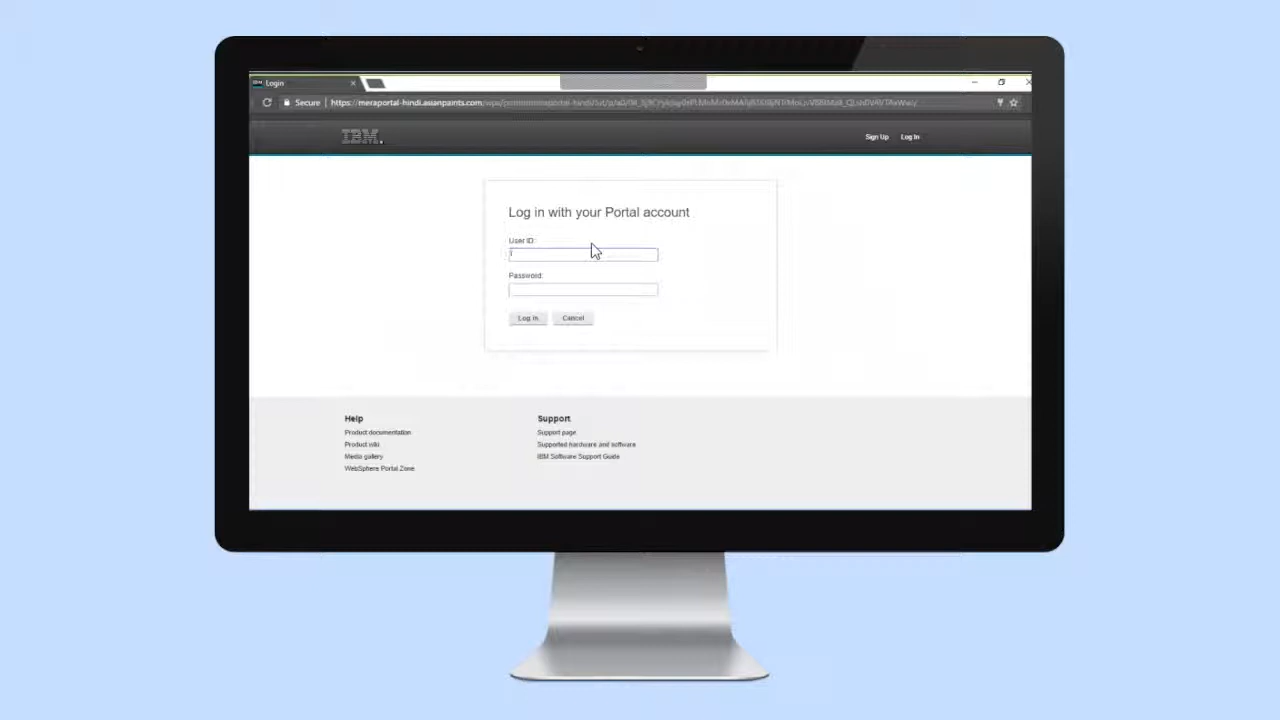 Login
Secure | https://meraportal-hindi.asianpaints.com
IBM.
Sign Up Log In
Log in with your Portal account
User ID:
Password:
Log In Cancel
Help
Product documentation
Product wiki
Media gallery
WebSphere Portal Zone
Support
Support page
Supported hardware and software
IBM Software Support Guide